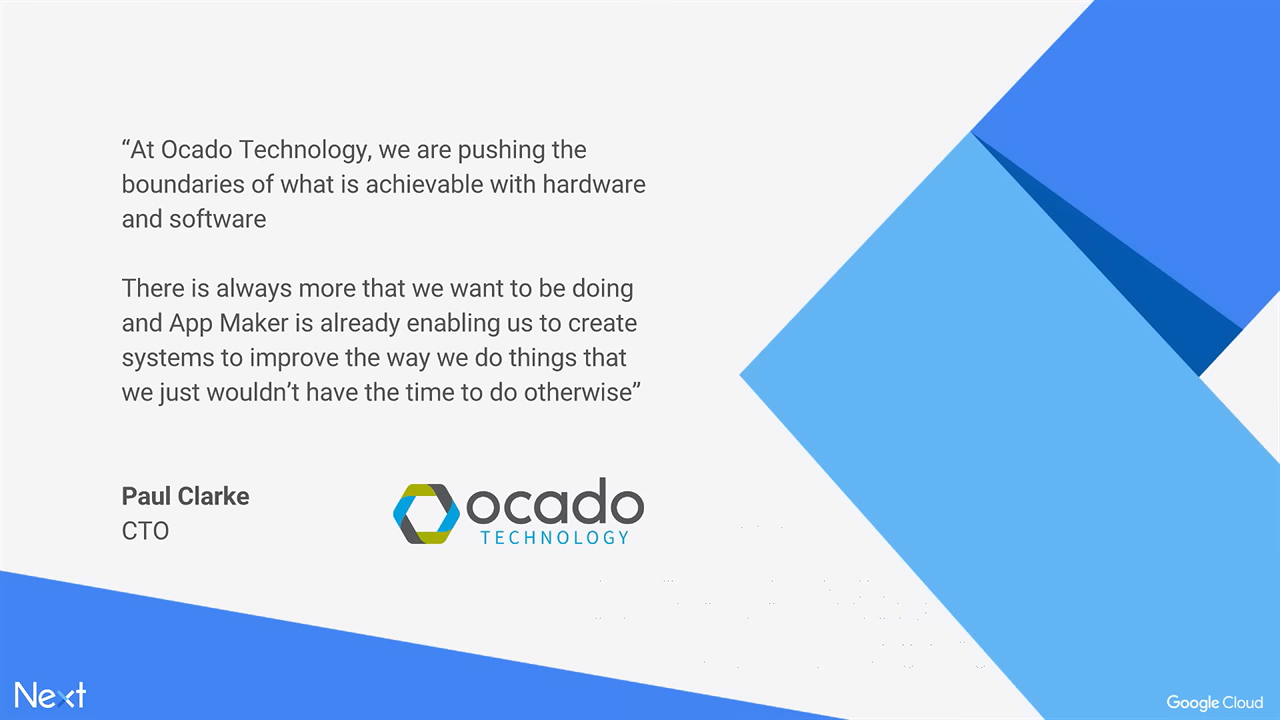 “At Ocado Technology, we are pushing the
boundaries of what is achievable with hardware
and software
There is always more that we want to be doing
and App Maker is already enabling us to create
systems to improve the way we do things that
we just wouldn’t have the time to do otherwise”
Paul Clarke
CTO
ocado
TECHNOLOGY
Next
Google Cloud